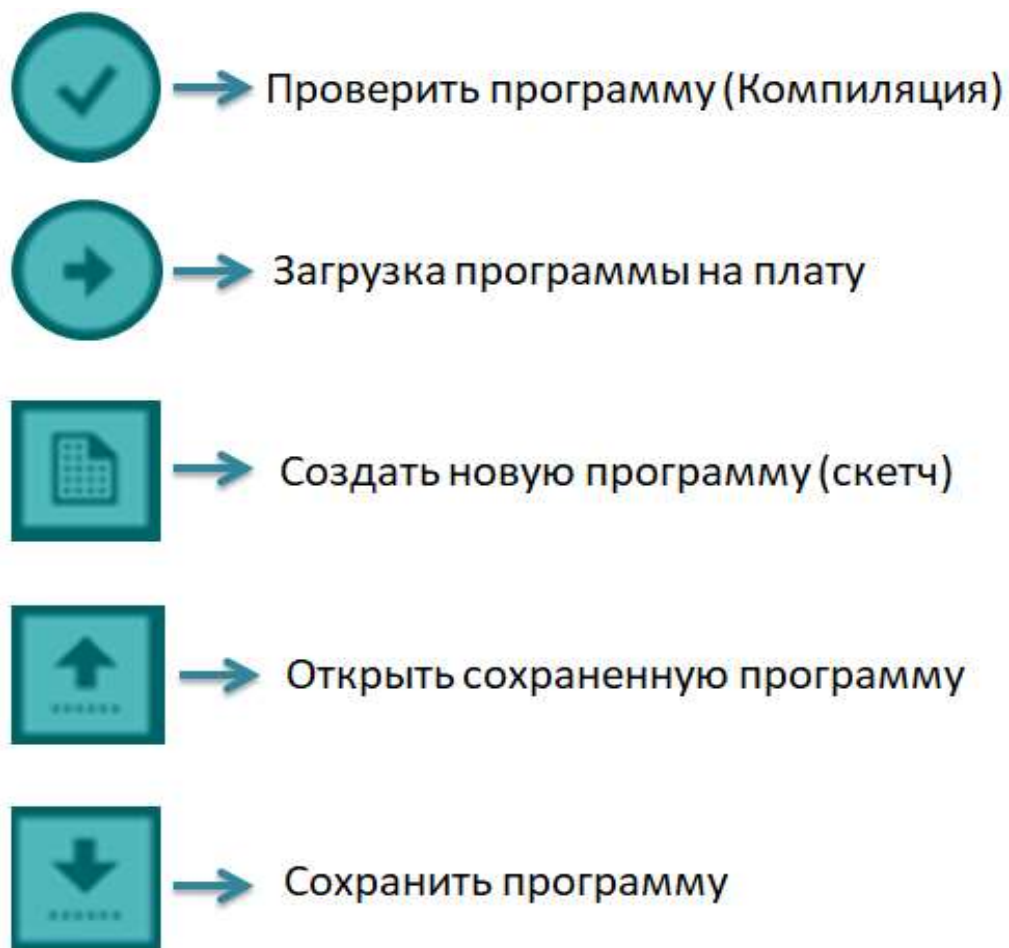 Проверить программу (Компиляция)
Загрузка программы на плату
Создать новую программу (скетч)
Открыть сохраненную программу
Сохранить программу